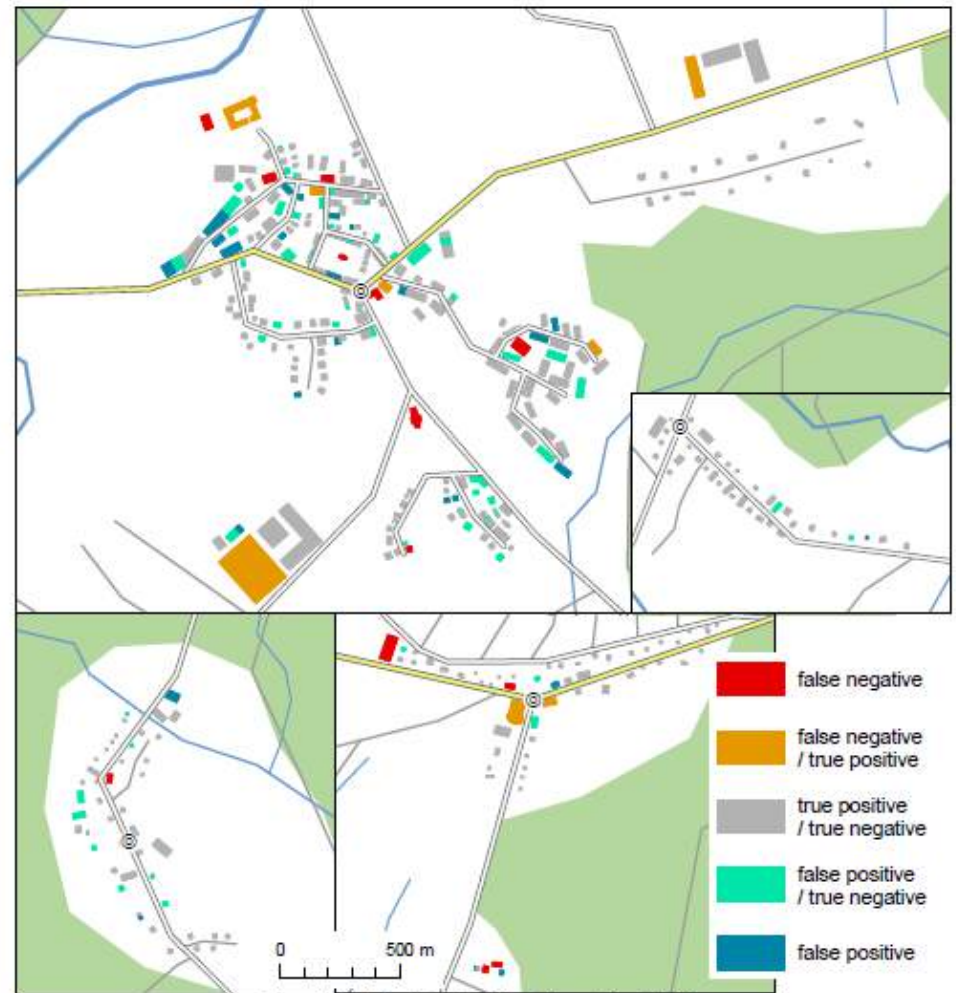 false negative
false negative
/ true positive
true positive
/ true negative
false positive
/ true negative
false positive
0 500 m